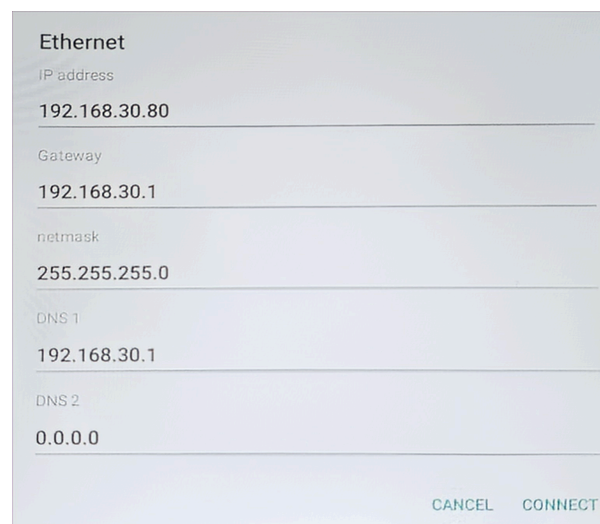 Ethernet
IP address
192.168.30.80
Gateway
192.168.30.1
netmask
255.255.255.0
DNS 1
192.168.30.1
DNS 2
0.0.0.0
CANCEL CONNECT